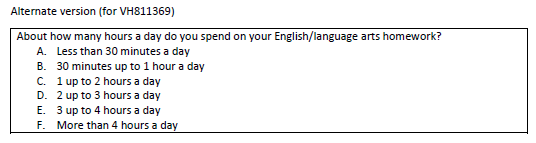 Alternate version (for VH811369)
About how many hours a day do you spend on your English/language arts homework?
A. Less than 30 minutes a day
B. 30 minutes up to 1 hour a day
C. 1 up to 2 hours a day
D. 2 up to 3 hours a day
E. 3 up to 4 hours a day
F. More than 4 hours a day